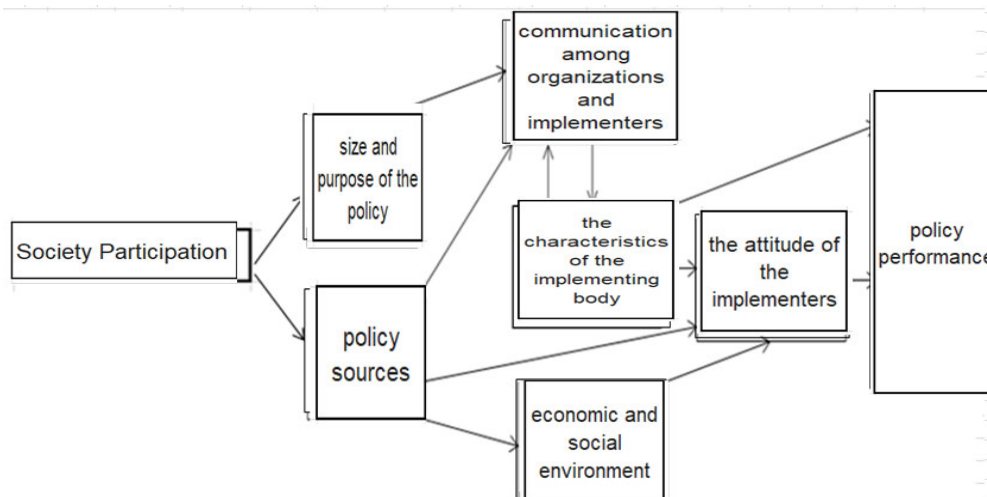 communication
among
organizations
and
implementers
size and
purpose of the
policy
Society Participation
the
characteristics
of the
implementing
body
the attitude of
the
implementers
policy
performance
policy
sources
economic and
social
environment